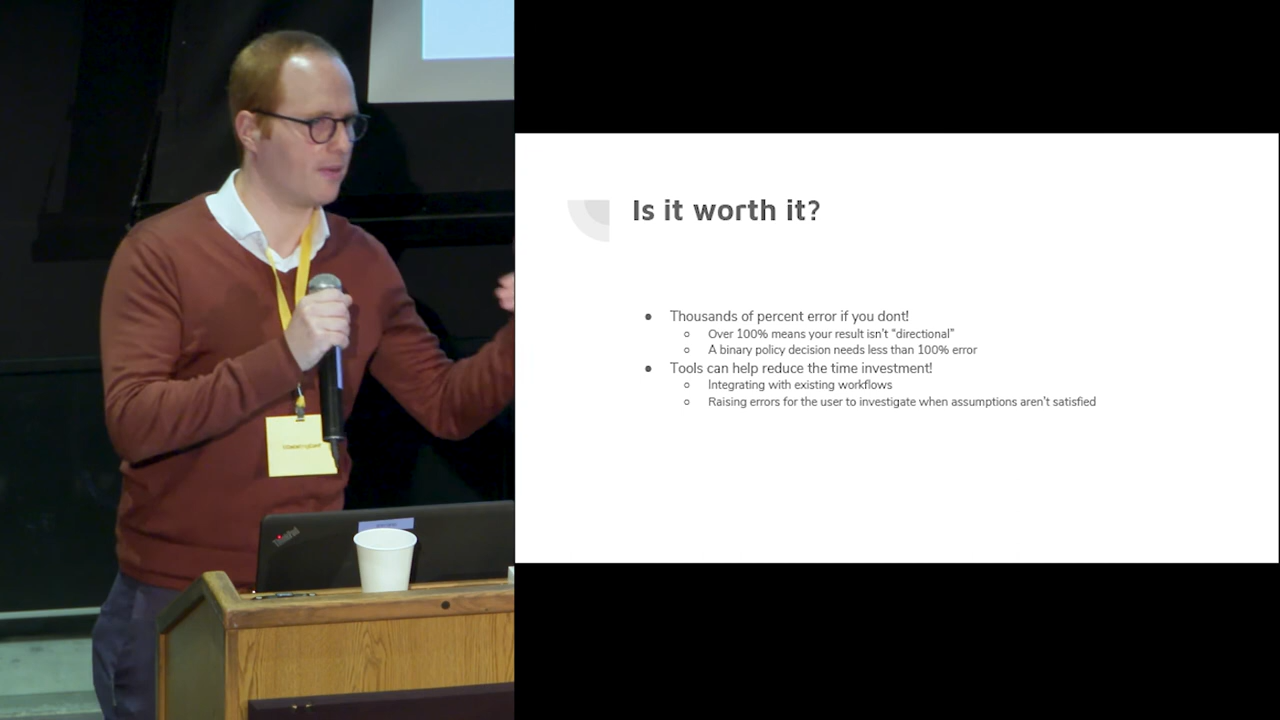 Is it worth it?
● Thousands of percent error if you dont!
○ Over 100% means your result isn't "directional"
○ A binary policy decision needs less than 100% error
● Tools can help reduce the time investment!
○ Integrating with existing workflows
○ Raising errors for the user to investigate when assumptions aren't satisfied
ThinkPad